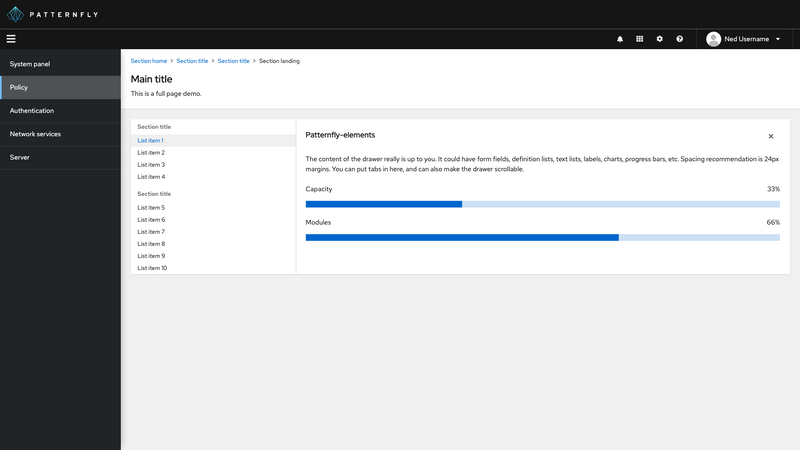 PATTERNFLY
Ned Username
System panel
Policy
Authentication
Network services
Server
Section home > Section title > Section title > Section landing
Main title
This is a full page demo.
Section title
List item 1
List item 2
List item 3
List item 4
Section title
List item 5
List item 6
List item 7
List item 8
List item 9
List item 10
Patternfly-elements
The content of the drawer really is up to you. It could have form fields, definition lists, text lists, labels, charts, progress bars, etc. Spacing recommendation is 24px
margins. You can put tabs in here, and can also make the drawer scrollable.
Capacity 33%
Modules 66%